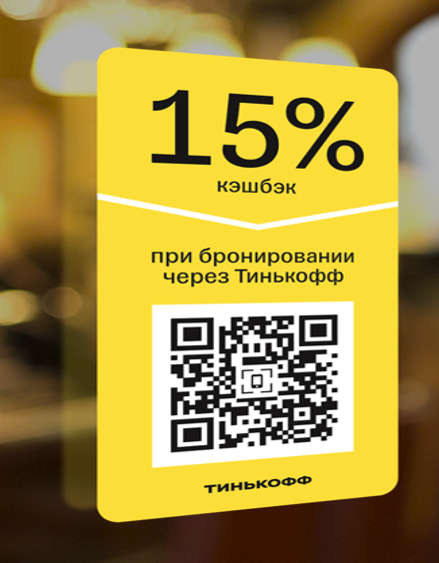 15%
кэшбэк
при бронировании
через Тинькофф
ТИНЬКОФФ